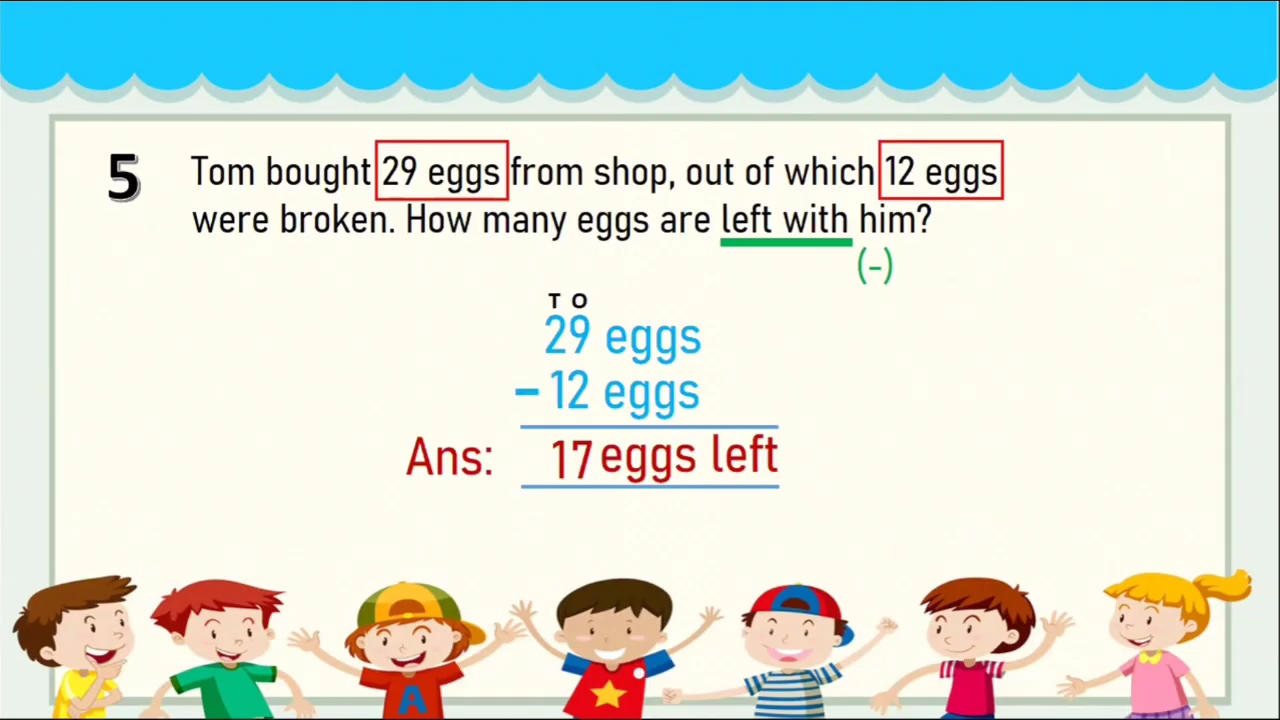 5 Tom bought 29 eggs from shop, out of which 12 eggs
were broken. How many eggs are left with him?
(-)
T O
29 eggs
- 12 eggs
Ans: 17 eggs left
A